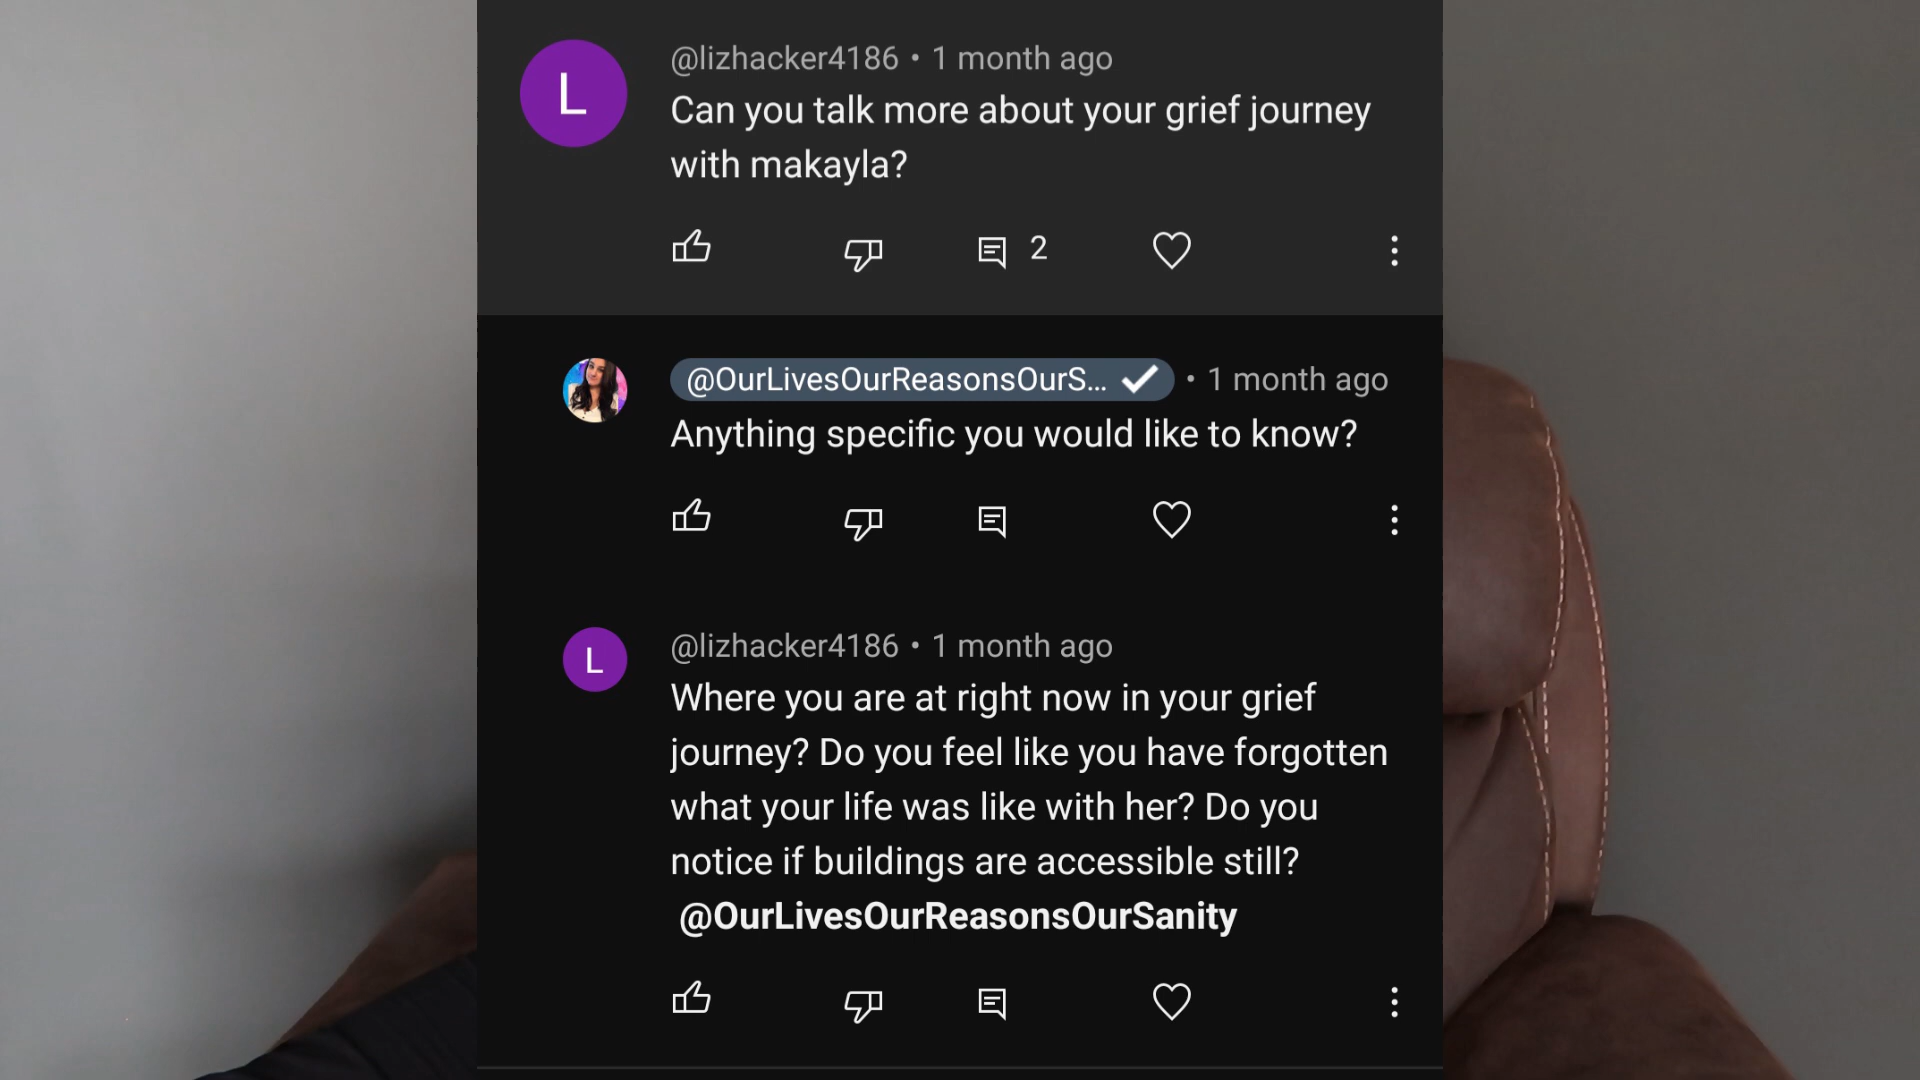 L
@lizhacker4186 • 1 month ago
Can you talk more about your grief journey
with makayla?
2
@OurLivesOurReasonsOurS... • 1 month ago
Anything specific you would like to know?
L
@lizhacker4186 • 1 month ago
Where you are at right now in your grief
journey? Do you feel like you have forgotten
what your life was like with her? Do you
notice if buildings are accessible still?
@OurLivesOurReasonsOurSanity